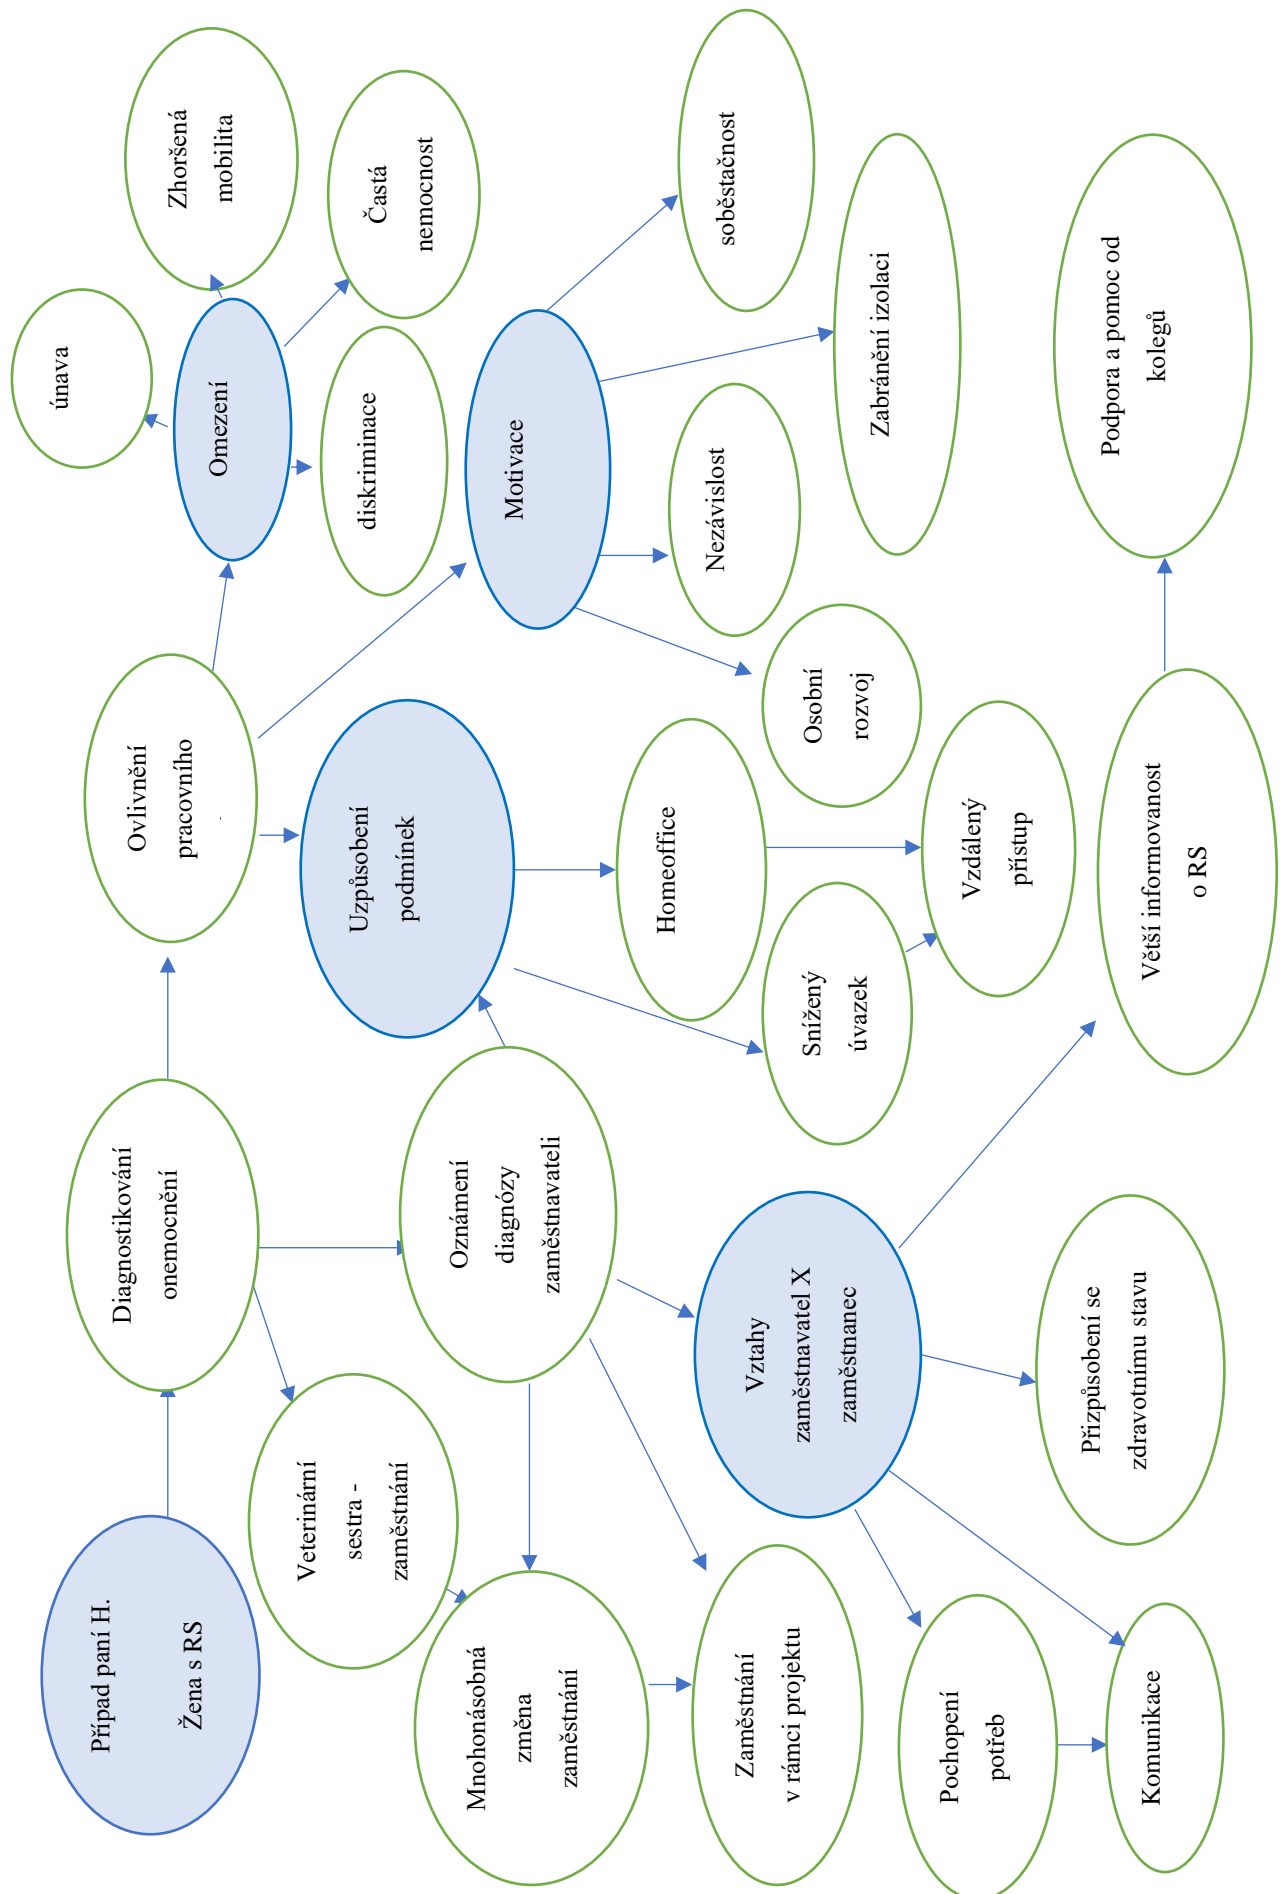 Případ paní H.
Žena s RS
Diagnostikování
onemocnění
Ovlivnění
pracovního
únava
Zhoršená
mobilita
Omezení
Častá
nemocnost
diskriminace
Veterinární
sestra -
zaměstnání
Oznámení
diagnózy
zaměstnavateli
Uzpůsobení
podmínek
Motivace
soběstačnost
Mnohonásobná
změna
zaměstnání
Homeoffice
Nezávislost
Zabránění izolaci
Zaměstnání
v rámci projektu
Vztahy
zaměstnavatel X
zaměstnanec
Snížený
úvazek
Osobní
rozvoj
Vzdálený
přístup
Pochopení
potřeb
Přizpůsobení se
zdravotnímu stavu
Větší informovanost
o RS
Podpora a pomoc od
kolegů
Komunikace